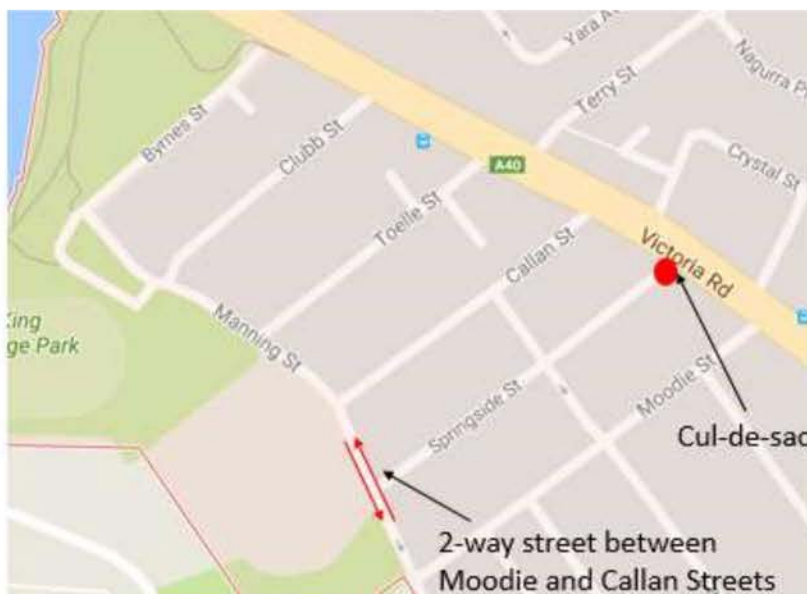 Yara A
Nagurra P
Terry St
Byrnes St
Clubb St
A40
Crystal St
Toelle St
Callan St
Victoria Rd
King
ge Park
Manning St
Springside St
Moodie St
Cul-de-sac
2-way street between
Moodie and Callan Streets